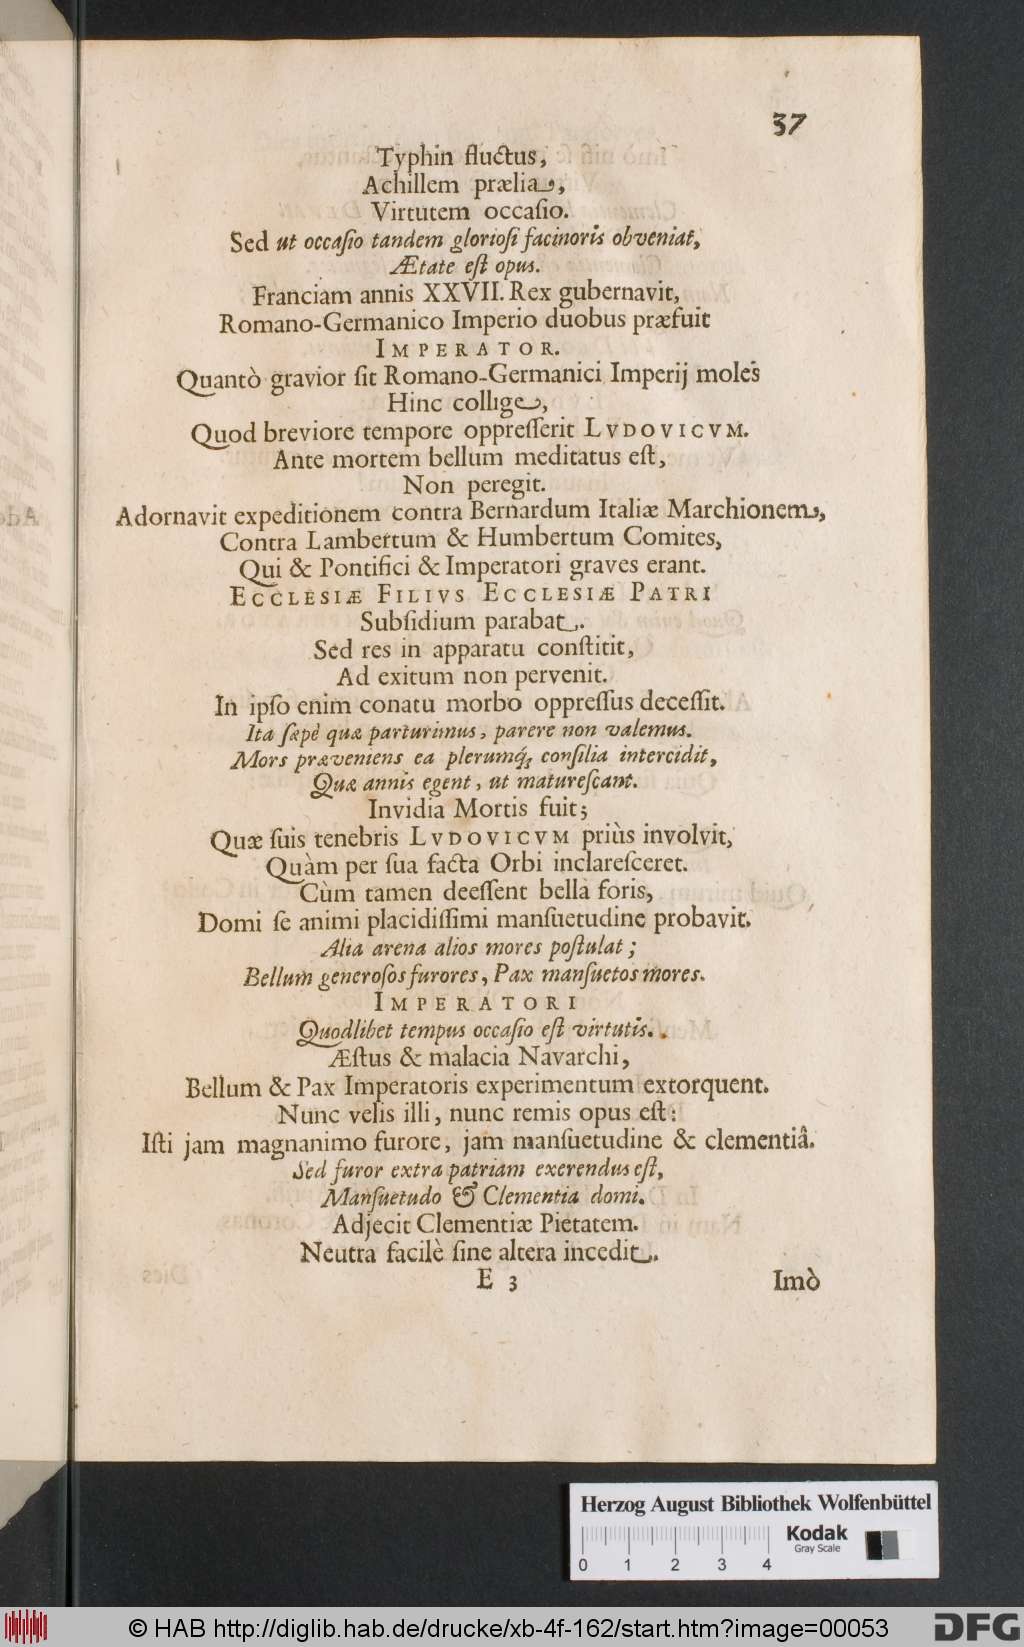 37
Typhin fluctus,
Achillem prælia,
Virtutem occaſio.
Sed ut occaſio tandem glorioſi facinoris obveniat,
Ætate eſt opus.
Franciam annis XXVII. Rex gubernavit,
Romano-Germanico Imperio duobus præfuit
IMPERATOR.
Quantò gravior ſit Romano-Germanici Imperij moles
Hinc collige,
Quod breviore tempore oppreſſerit LVDOVICVM.
Ante mortem bellum meditatus eſt,
Non peregit.
Adornavit expeditionem contra Bernardum Italiæ Marchionem,
Contra Lambertum & Humbertum Comites,
Qui & Pontifici & Imperatori graves erant.
ECCLESIÆ FILIVS ECCLESIÆ PATRI
Subſidium parabat.
Sed res in apparatu conſtitit,
Ad exitum non pervenit.
In ipſo enim conatu morbo oppreſſus deceſſit.
Ita ſæpè quæ parturimus, parere non valemus.
Mors præveniens ea plerumq́; conſilia intercidit,
Quæ annis egent, ut matureſcant.
Invidia Mortis fuit;
Quæ ſuis tenebris LVDOVICVM priùs involvit,
Quàm per ſua facta Orbi inclareſceret.
Cùm tamen deeſſent bella foris,
Domi ſe animi placidiſſimi manſuetudine probavit.
Alia arena alios mores poſtulat;
Bellum generoſos furores, Pax manſuetos mores.
IMPERATORI
Quodlibet tempus occaſio eſt virtutis.
Æſtus & malacia Navarchi,
Bellum & Pax Imperatoris experimentum extorquent.
Nunc velis illi, nunc remis opus eſt:
Iſti jam magnanimo furore, jam manſuetudine & clementiâ.
Sed furor extra patriam exerendus eſt,
Manſuetudo & Clementia domi.
Adjecit Clementiæ Pietatem.
Neutra facilè ſine altera incedit.
E 3 Imò
Herzog August Bibliothek Wolfenbüttel
0 1 2 3 4
Kodak
Gray Scale
© HAB http://diglib.hab.de/drucke/xb-4f-162/start.htm?image=00053
DFG